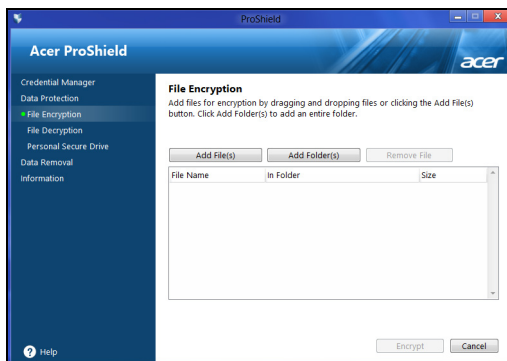 ProShield
Acer ProShield
acer
Credential Manager
Data Protection
File Encryption
File Decryption
Personal Secure Drive
Data Removal
Information
Help
File Encryption
Add files for encryption by dragging and dropping files or clicking the Add File(s)
button. Click Add Folder(s) to add an entire folder.
Add File(s) Add Folder(s) Remove File
File Name In Folder Size
Encrypt Cancel